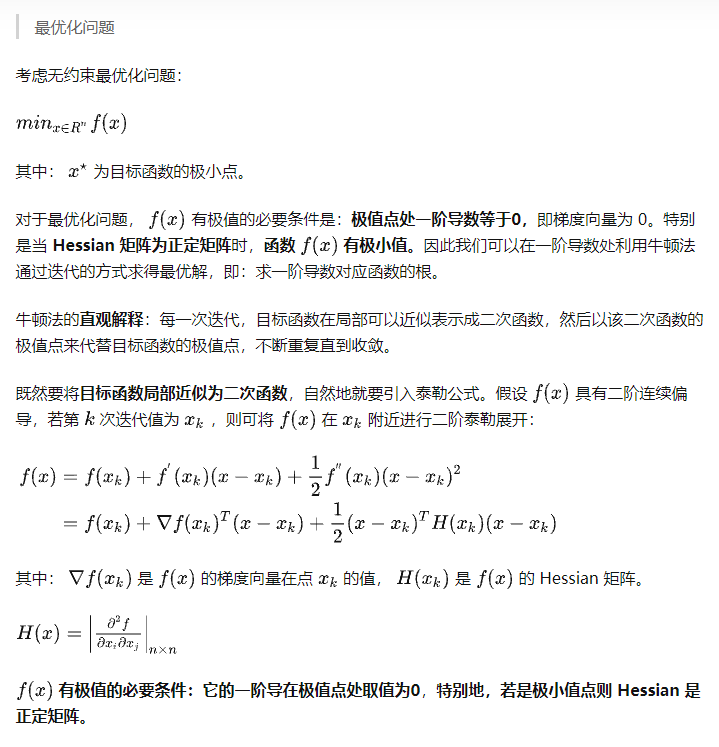 最优化问题
考虑无约束最优化问题：
$min_{x \in R^n} f(x)$
其中： $x^\star$ 为目标函数的极小点。
对于最优化问题， $f(x)$ 有极值的必要条件是：极值点处一阶导数等于0，即梯度向量为 0。特别
是当 Hessian 矩阵为正定矩阵时，函数 $f(x)$ 有极小值。因此我们可以在一阶导数处利用牛顿法
通过迭代的方式求得最优解，即：求一阶导数对应函数的根。
牛顿法的直观解释：每一次迭代，目标函数在局部可以近似表示成二次函数，然后以该二次函数的
极值点来代替目标函数的极值点，不断重复直到收敛。
既然要将目标函数局部近似为二次函数，自然地就要引入泰勒公式。假设 $f(x)$ 具有二阶连续偏
导，若第 $k$ 次迭代值为 $x_k$ ，则可将 $f(x)$ 在 $x_k$ 附近进行二阶泰勒展开：
$f(x) = f(x_k) + f^{'}(x_k)(x - x_k) + \frac{1}{2} f^{''}(x_k)(x - x_k)^2$
$= f(x_k) + \nabla f(x_k)^T (x - x_k) + \frac{1}{2}(x - x_k)^T H(x_k)(x - x_k)$
其中： $\nabla f(x_k)$ 是 $f(x)$ 的梯度向量在点 $x_k$ 的值， $H(x_k)$ 是 $f(x)$ 的 Hessian 矩阵。
$H(x) = \left| \frac{\partial^2 f}{\partial x_i \partial x_j} \right|_{n \times n}$
$f(x)$ 有极值的必要条件：它的一阶导在极值点处取值为0，特别地，若是极小值点则 Hessian 是
正定矩阵。